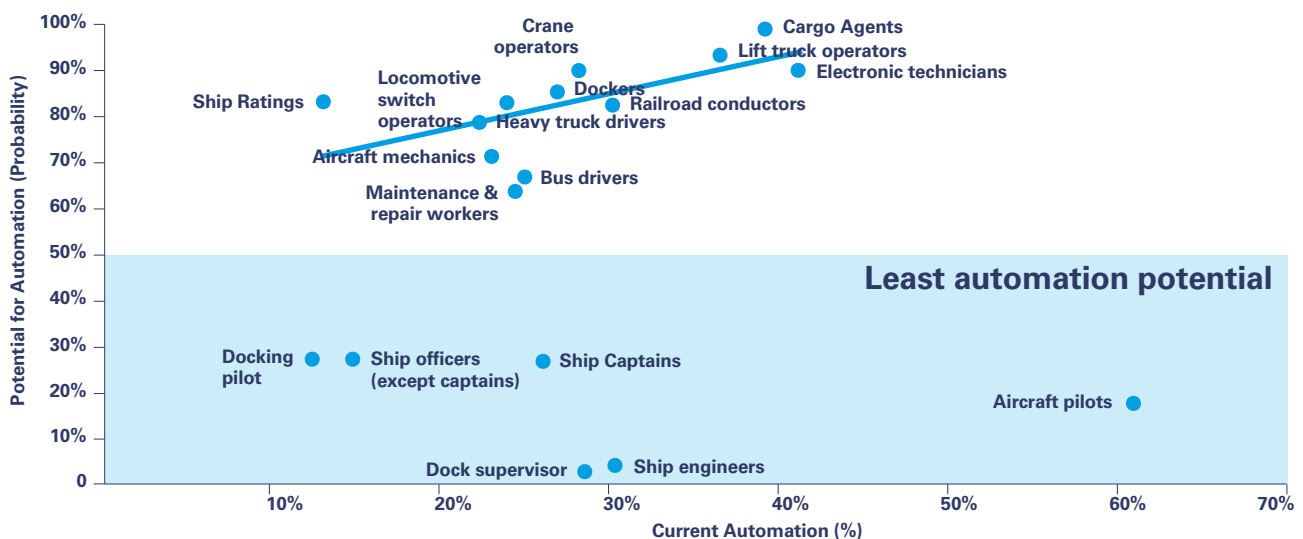 Potential for Automation (Probability)
100%
90%
80%
70%
60%
50%
40%
30%
20%
10%
0
Crane
operators
Cargo Agents
Lift truck operators
Electronic technicians
Locomotive
switch
operators
Dockers
Ship Ratings
Railroad conductors
Heavy truck drivers
Aircraft mechanics
Bus drivers
Maintenance &
repair workers
Least automation potential
Docking
pilot
Ship officers
(except captains)
Ship Captains
Aircraft pilots
Dock supervisor
Ship engineers
10%
20%
30%
40%
50%
60%
70%
Current Automation (%)